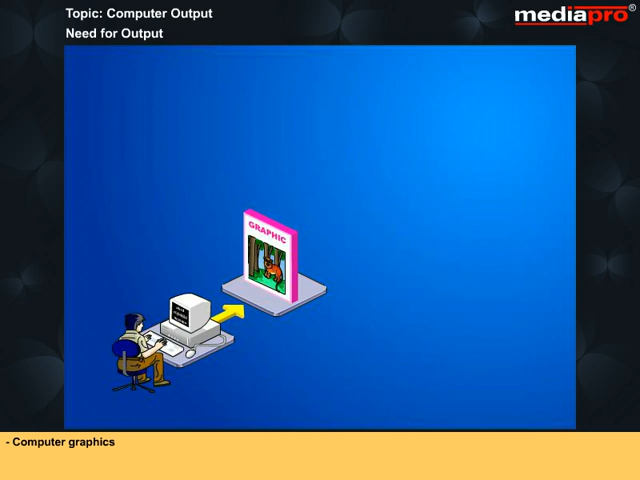 Topic: Computer Output
mediapro®
Need for Output
GRAPHIC
- Computer graphics